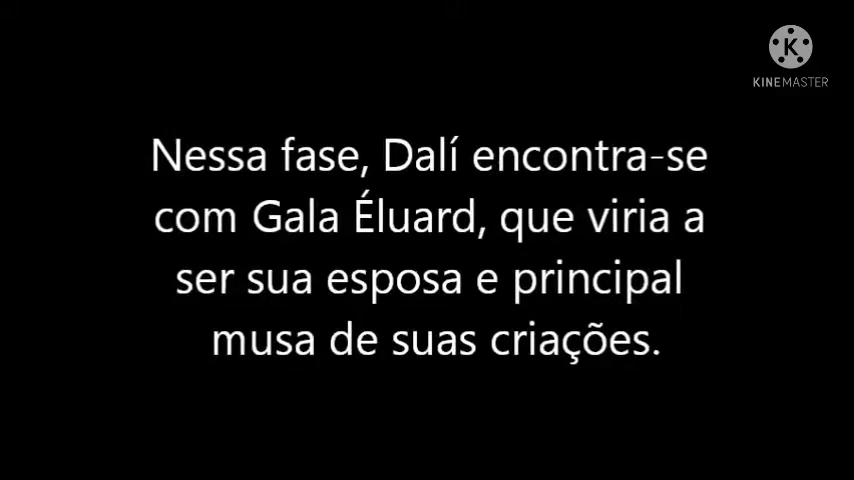 KINEMASTER
Nessa fase, Dalí encontra-se
com Gala Éluard, que viria a
ser sua esposa e principal
musa de suas criações.